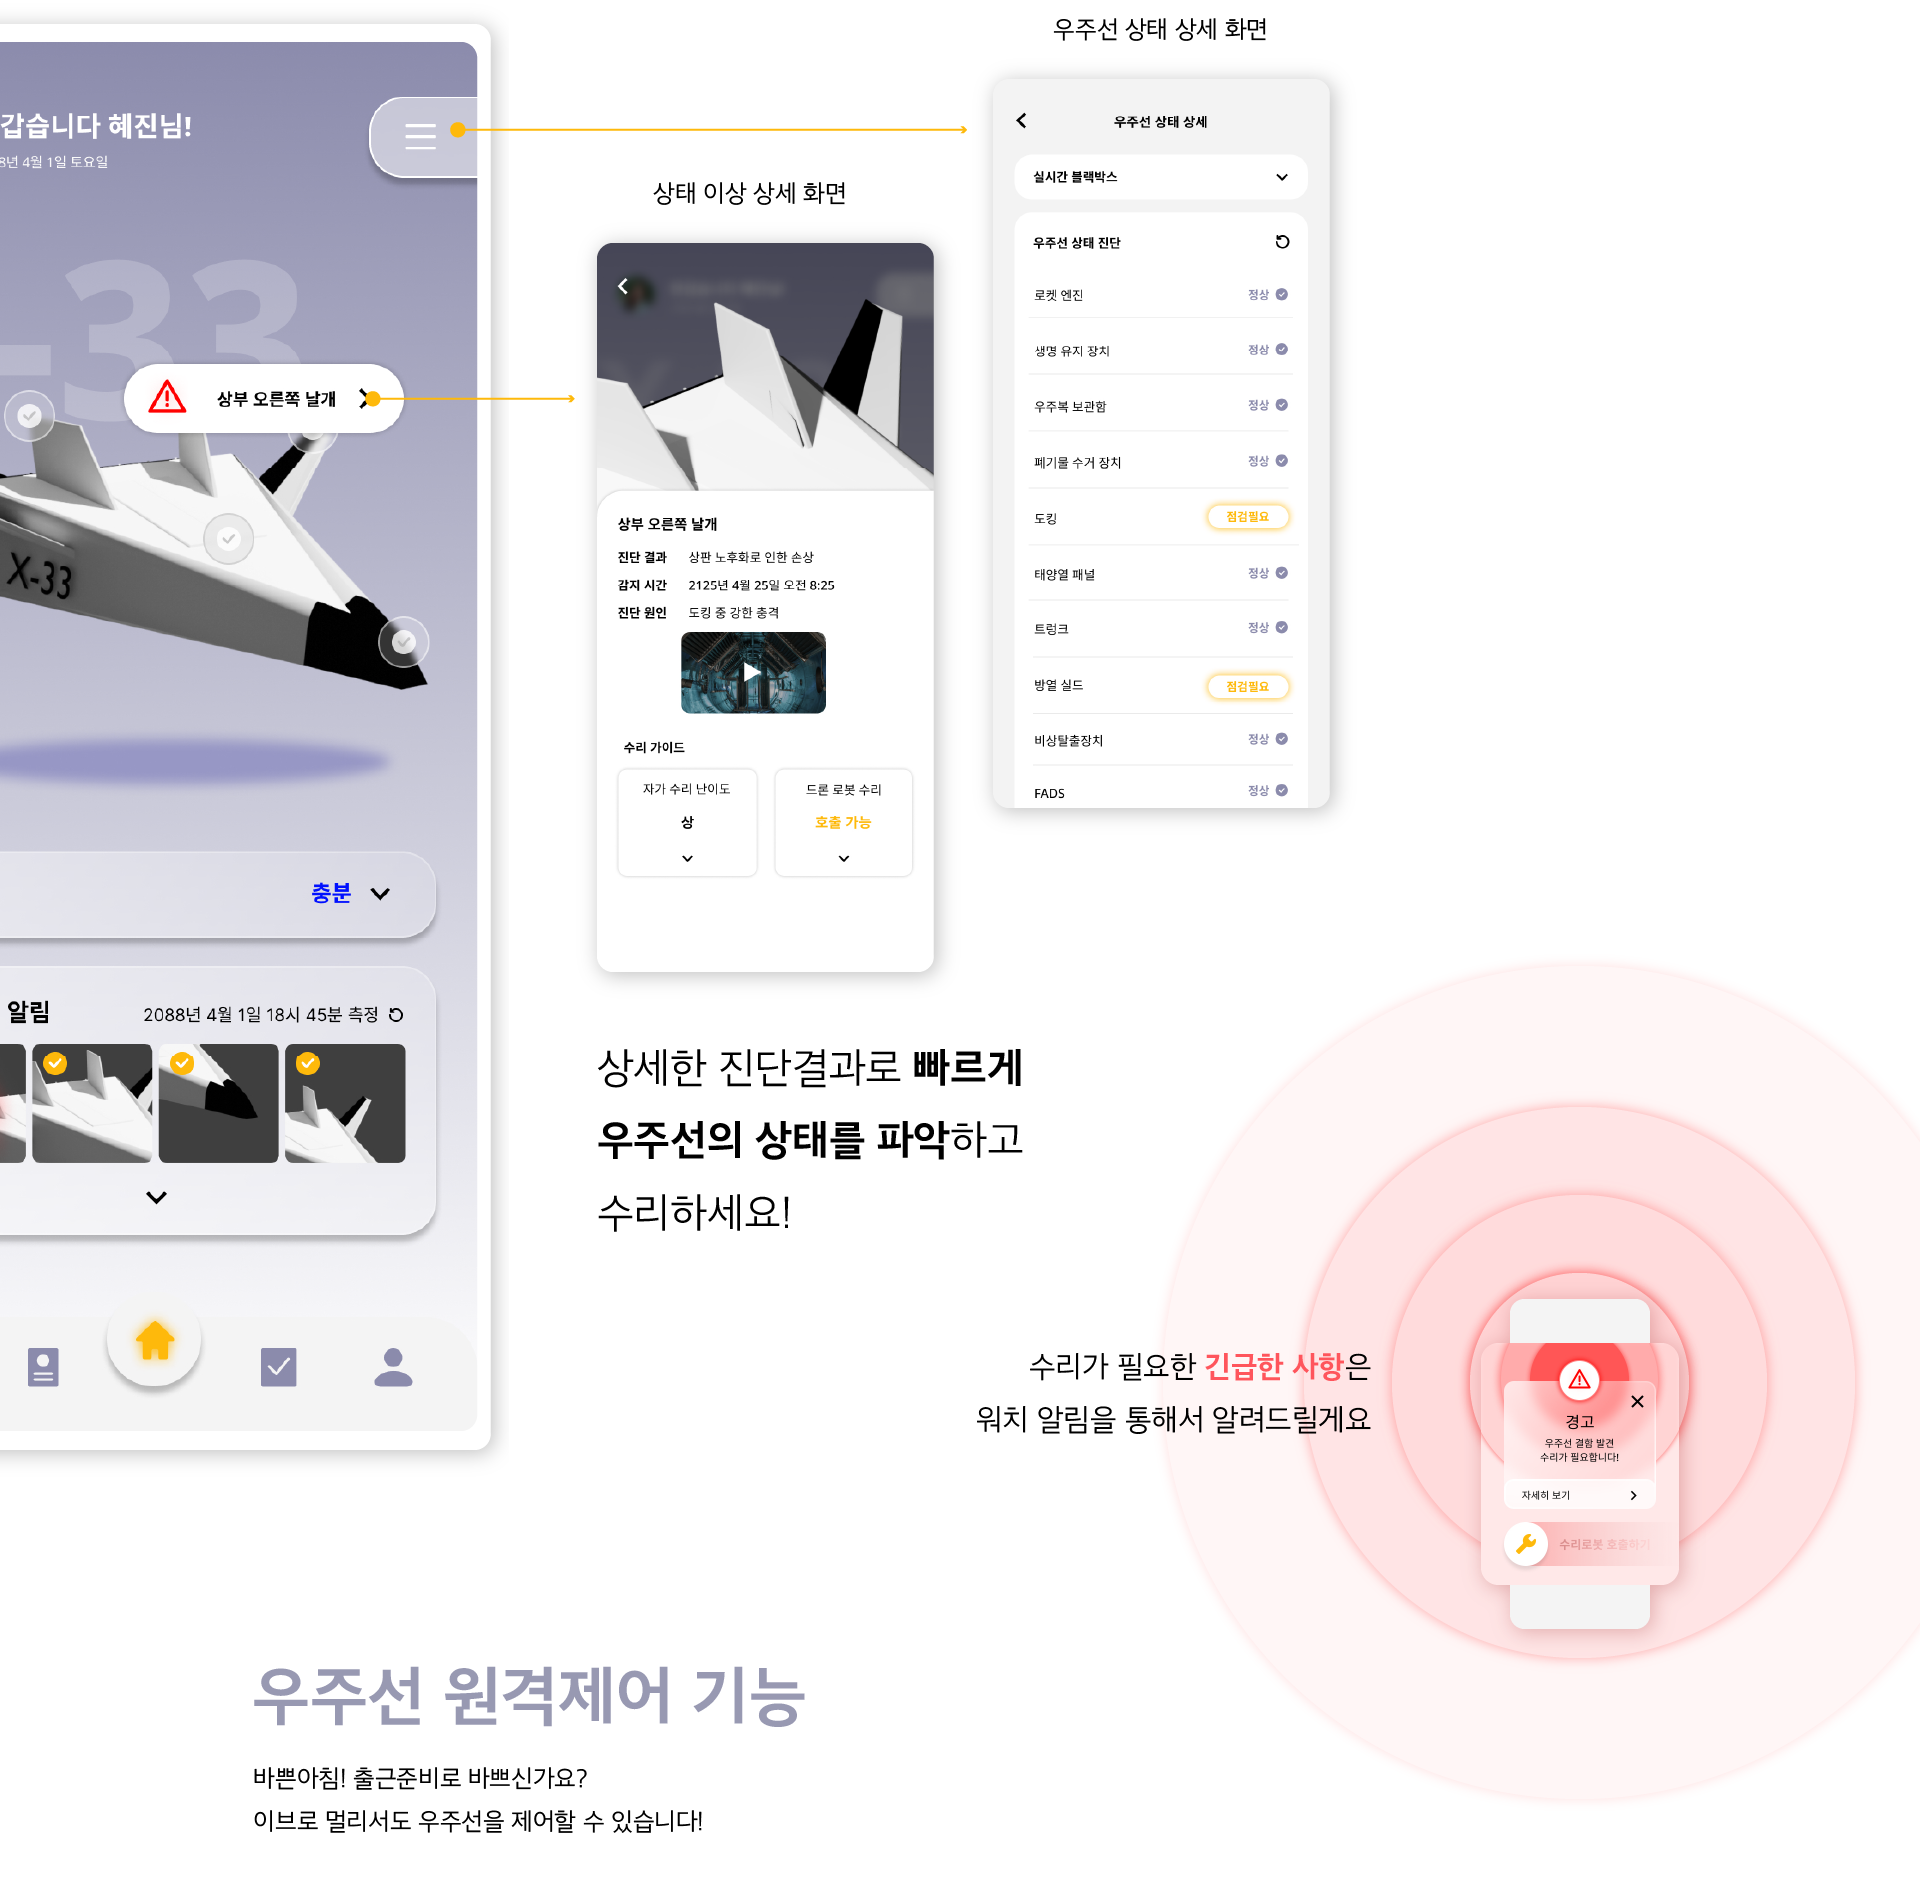 갑습니다 혜진님!
8년 4월 1일 토요일
-33
상부 오른쪽 날개
X-33
충분
알림
2088년 4월 1일 18시 45분 측정
상태 이상 상세 화면
상부 오른쪽 날개
진단 결과 상판 노후화로 인한 손상
감지 시간 2125년 4월 25일 오전 8:25
진단 원인 도킹 중 강한 충격
수리 가이드
자가 수리 난이도
상
드론 로봇 수리
호출 가능
우주선 상태 상세 화면
우주선 상태 상세
실시간 블랙박스
우주선 상태 진단
로켓 엔진 정상
생명 유지 장치 정상
우주복 보관함 정상
폐기물 수거 장치 정상
도킹 점검필요
태양열 패널 정상
트렁크 정상
방열 실드 점검필요
비상탈출장치 정상
FADS 정상
상세한 진단결과로 빠르게
우주선의 상태를 파악하고
수리하세요!
수리가 필요한 긴급한 사항은
워치 알림을 통해서 알려드릴게요
경고
우주선 결함 발견
수리가 필요합니다!
자세히 보기
수리로봇 호출하기
우주선 원격제어 기능
바쁜아침! 출근준비로 바쁘신가요?
이브로 멀리서도 우주선을 제어할 수 있습니다!